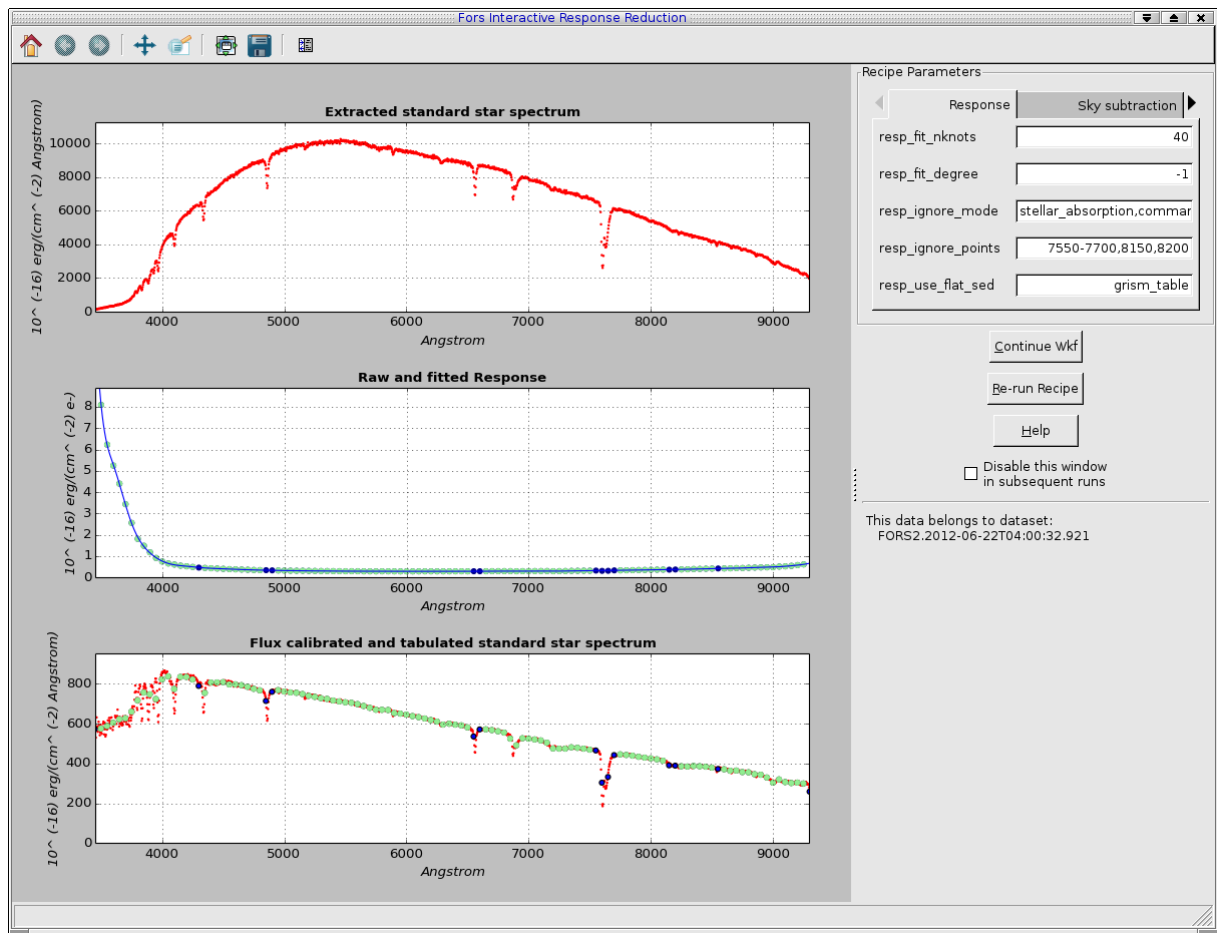 Fors Interactive Response Reduction
Extracted standard star spectrum
10^ (-16) erg/(cm^ (-2) Angstrom)
10000
8000
6000
4000
2000
0
4000 5000 6000 7000 8000 9000
Angstrom
Raw and fitted Response
10^ (-16) erg/(cm^ (-2) e-)
8
7
6
5
4
3
2
1
0
4000 5000 6000 7000 8000 9000
Angstrom
Flux calibrated and tabulated standard star spectrum
10^ (-16) erg/(cm^ (-2) Angstrom)
800
600
400
200
0
4000 5000 6000 7000 8000 9000
Angstrom
Recipe Parameters
Response Sky subtraction
resp_fit_nknots 40
resp_fit_degree -1
resp_ignore_mode stellar_absorption,commar
resp_ignore_points 7550-7700,8150,8200
resp_use_flat_sed grism_table
Continue Wkf
Re-run Recipe
Help
Disable this window
in subsequent runs
This data belongs to dataset:
FORS2.2012-06-22T04:00:32.921